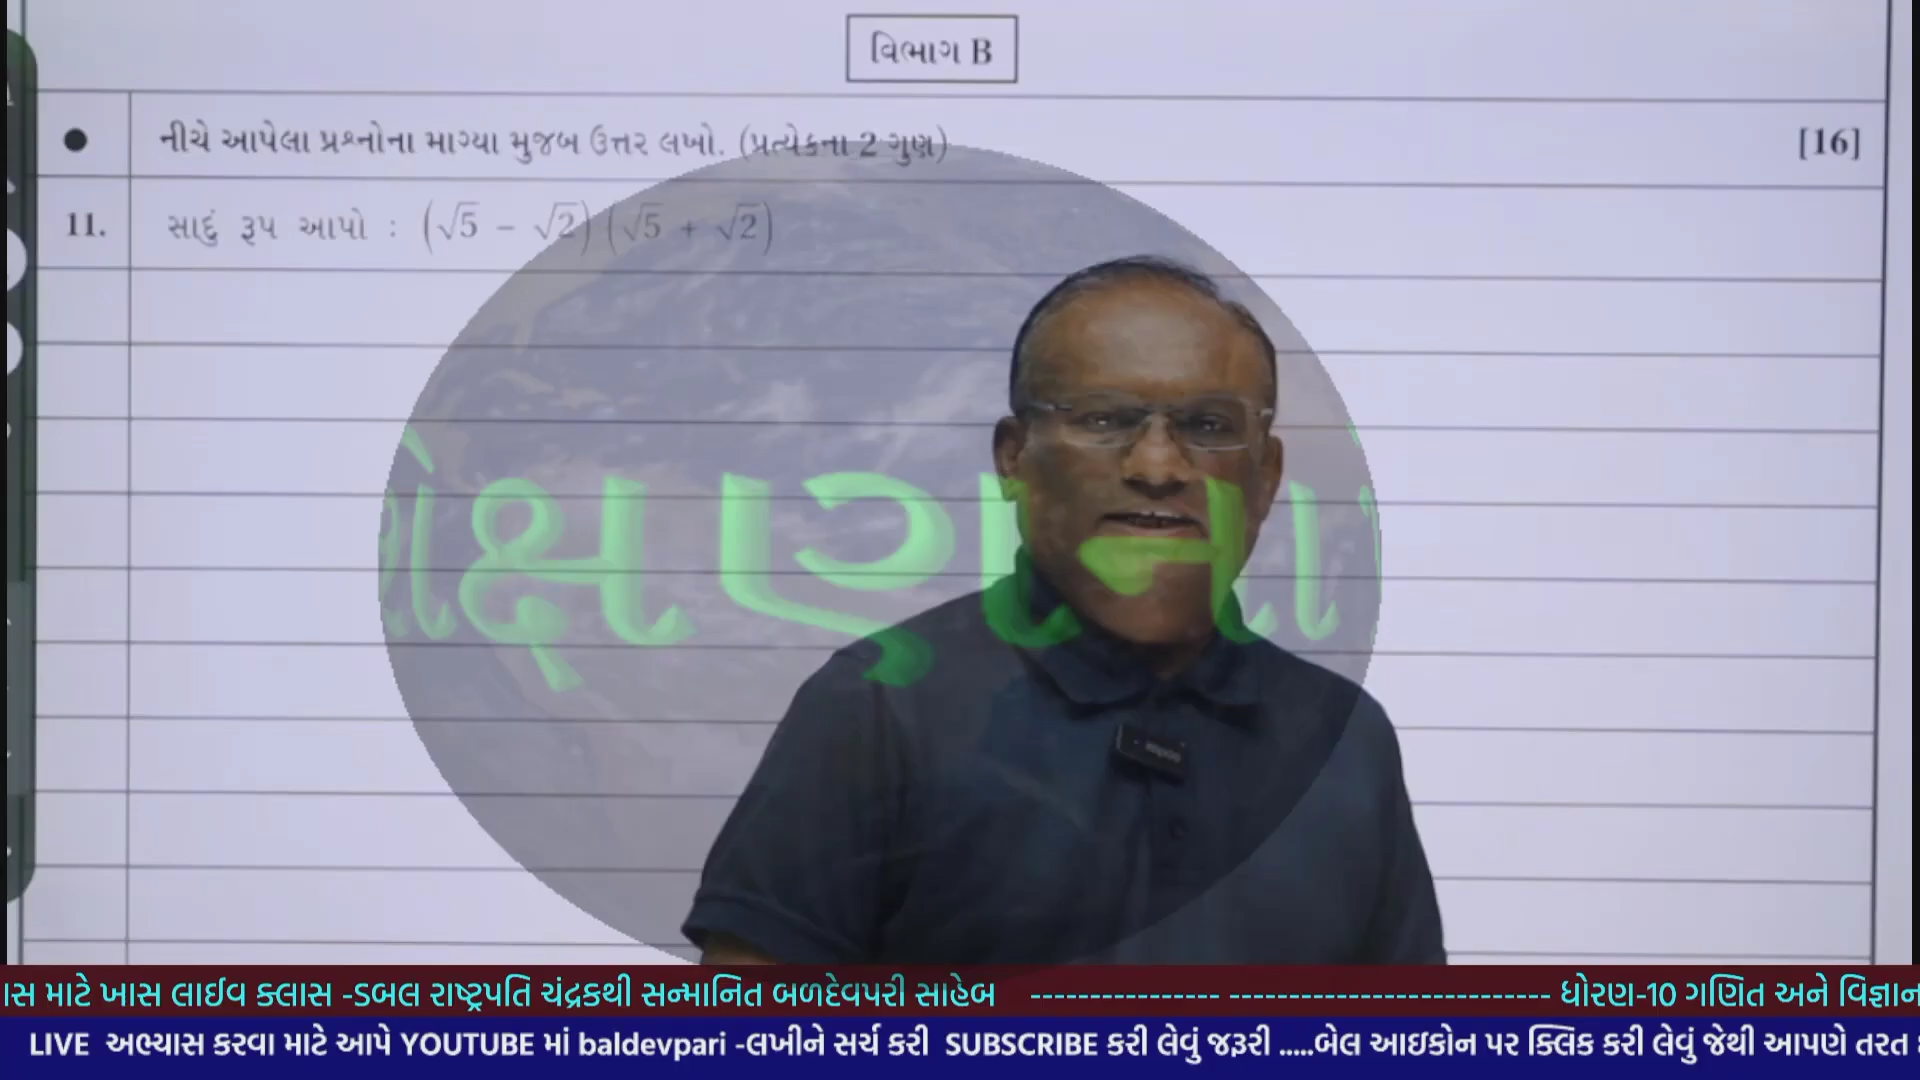 વિભાગ B
● નીચે આપેલા પ્રશ્નોના માગ્યા મુજબ ઉત્તર લખો. (પ્રત્યેકના 2 ગુણ) [16]
11. સાદું રૂપ આપો : (√5 − √2) (√5 + √2)
ક્ષણના
માટે ખાસ લાઈવ ક્લાસ -ડબલ રાષ્ટ્રપતિ ચંદ્રકથી સન્માનિત બળદેવપરી સાહેબ --------------- -------------------------- ધોરણ-10 ગણિત અને વિજ્ઞાન
LIVE અભ્યાસ કરવા માટે આપે YOUTUBE માં baldevpari -લખીને સર્ચ કરી SUBSCRIBE કરી લેવું જરૂરી .....બેલ આઇકોન પર ક્લિક કરી લેવું જેથી આપણે તરત